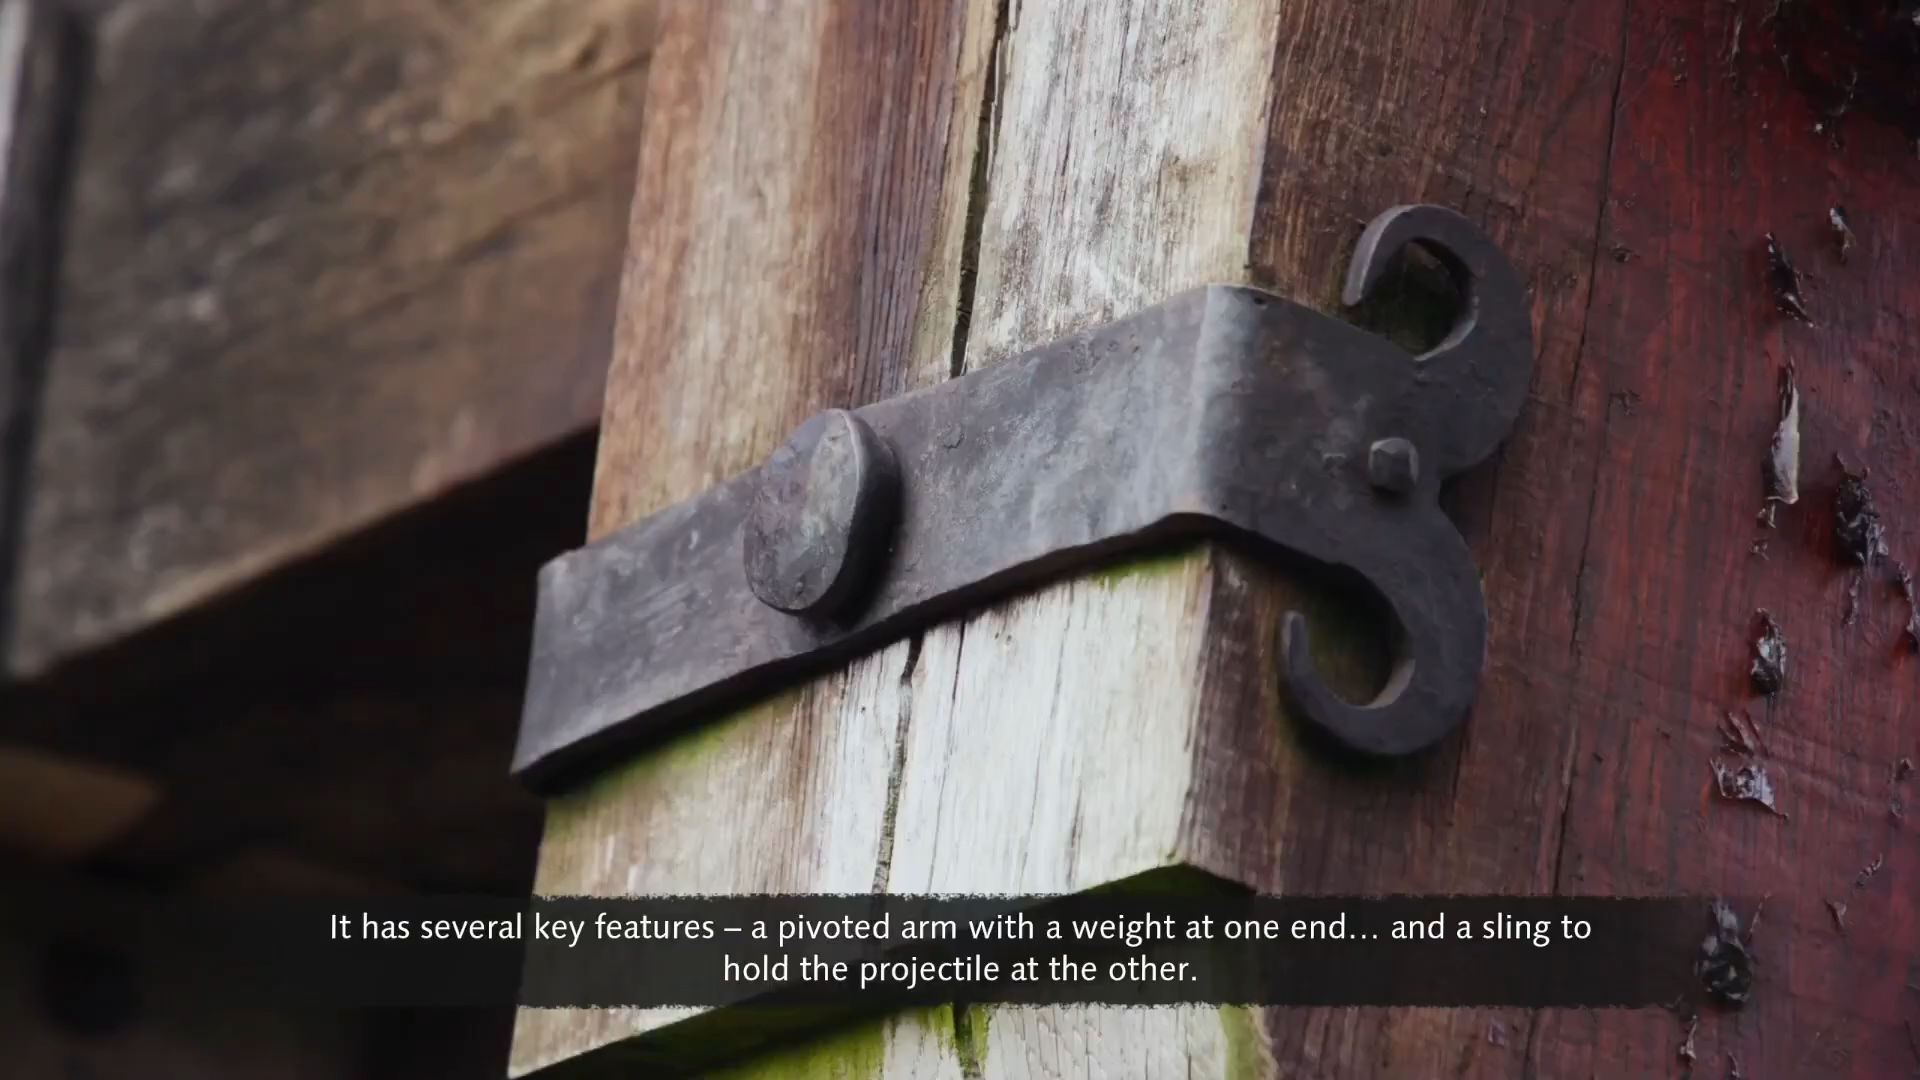 It has several key features – a pivoted arm with a weight at one end… and a sling to
hold the projectile at the other.